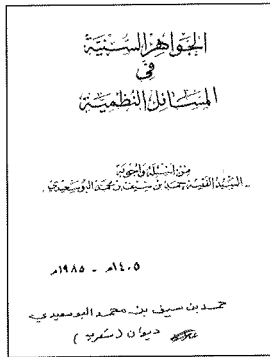 الجواهر السنية
في
المسائل النظمية
من أسئلة وأجوبة
السيد الفقيه حمد بن سيف بن محمد البوسعيدي
١٤٠٥هـ - ١٩٨٥م
حمد بن سيف بن محمد البوسعيدي
ديوان (شعر)